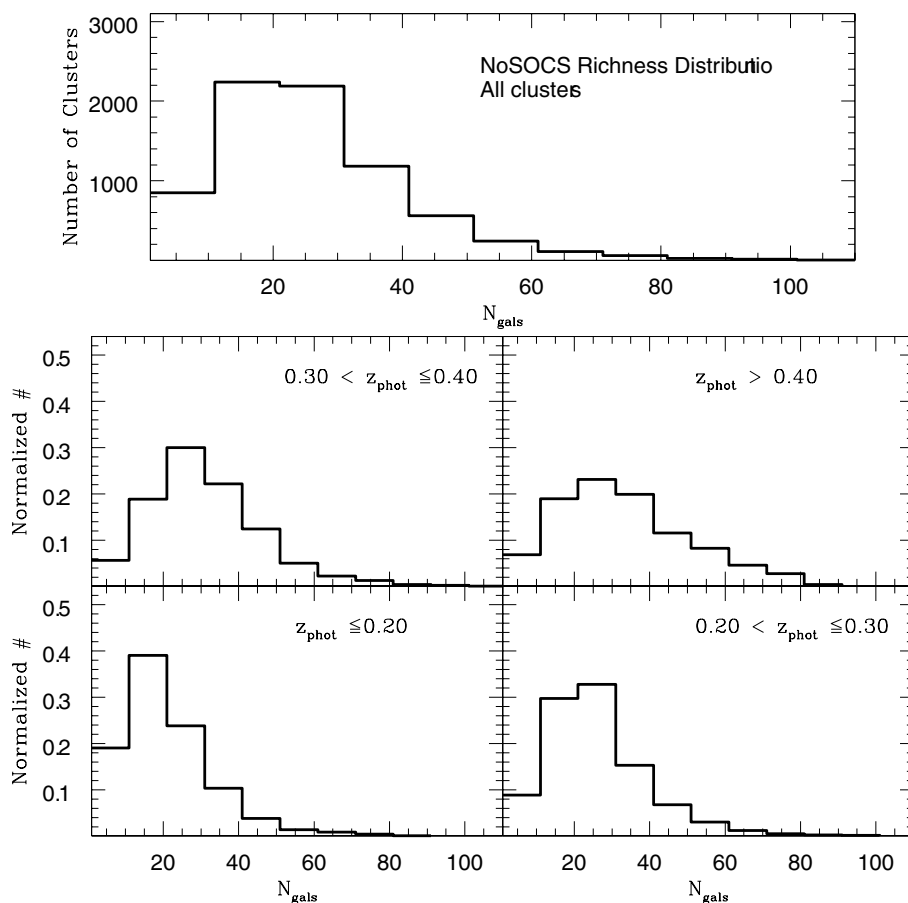 3000
2000
1000
Number of Clusters
NoSOCS Richness Distributio
All clusters
20 40 60 80 100
N_gals
0.5
0.4
0.3
0.2
0.1
Normalized #
0.30 < z_phot ≦0.40
z_phot > 0.40
0.5
0.4
0.3
0.2
0.1
Normalized #
z_phot ≦0.20
0.20 < z_phot ≦0.30
20 40 60 80 100
20 40 60 80 100
N_gals
N_gals